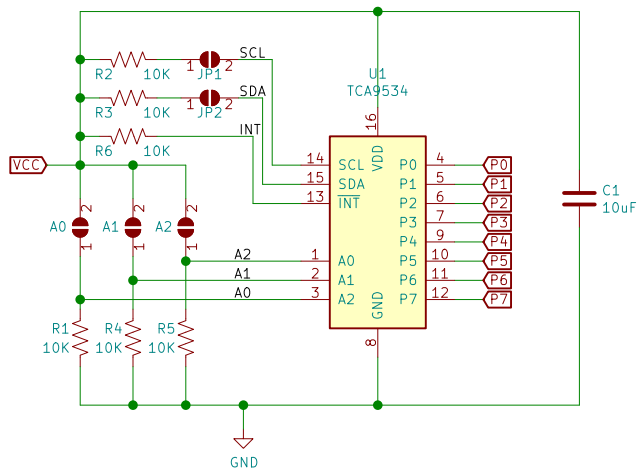 SCL
1 2
R2 10K JP1
U1
TCA9534
SDA
1 2
R3 10K JP2
16
INT
R6 10K
VDD
VCC
14 SCL P0 4 P0
15 SDA P1 5 P1
13 INT P2 6 P2
P3 7 P3
P4 9 P4
C1
10uF
2 2 2
A0 A1 A2
1 1 1
A2 1 A0 P5 10 P5
A1 2 A1 P6 11 P6
A0 3 A2 P7 12 P7
GND
R1 R4 R5
10K 10K 10K
8
GND